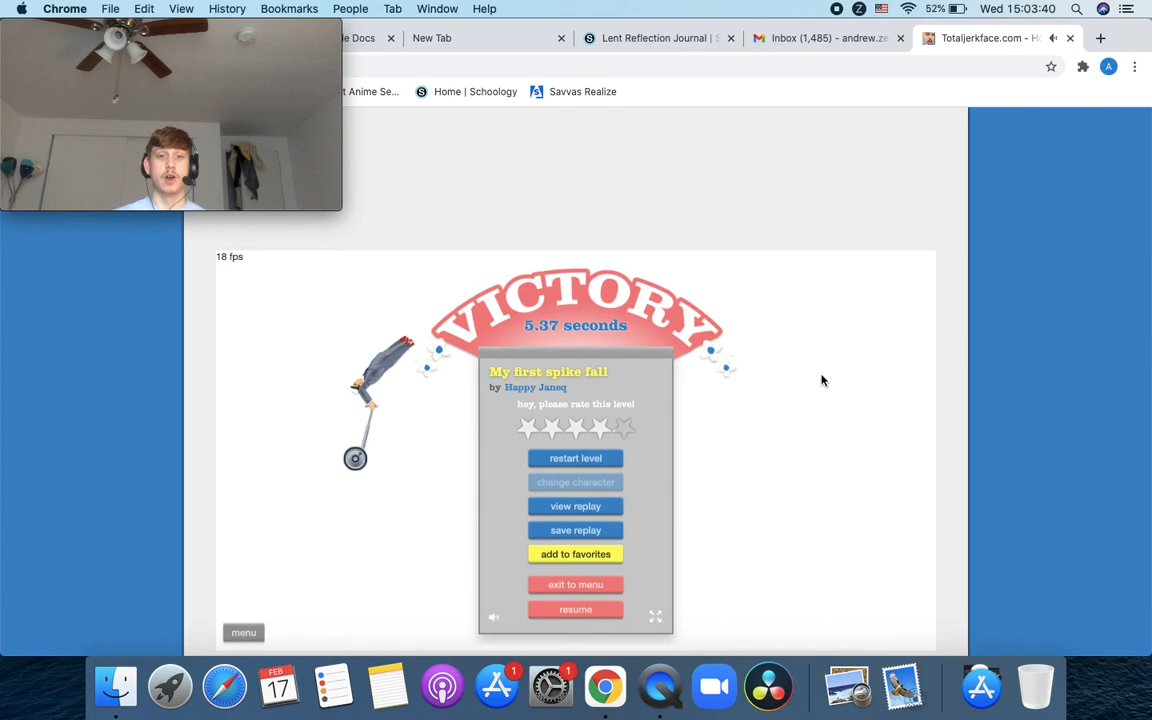 Chrome File Edit View History Bookmarks People Tab Window Help 52% Wed 15:03:40
le Docs New Tab Lent Reflection Journal | S Inbox (1,485) - andrew.ze Totaljerkface.com - Ho
A
t Anime Se... Home | Schoology Savvas Realize
18 fps
VICTORY
5.37 seconds
My first spike fall
by Happy Janeq
hey, please rate this level
restart level
change character
view replay
save replay
add to favorites
exit to menu
resume
menu
FEB
17
1
1